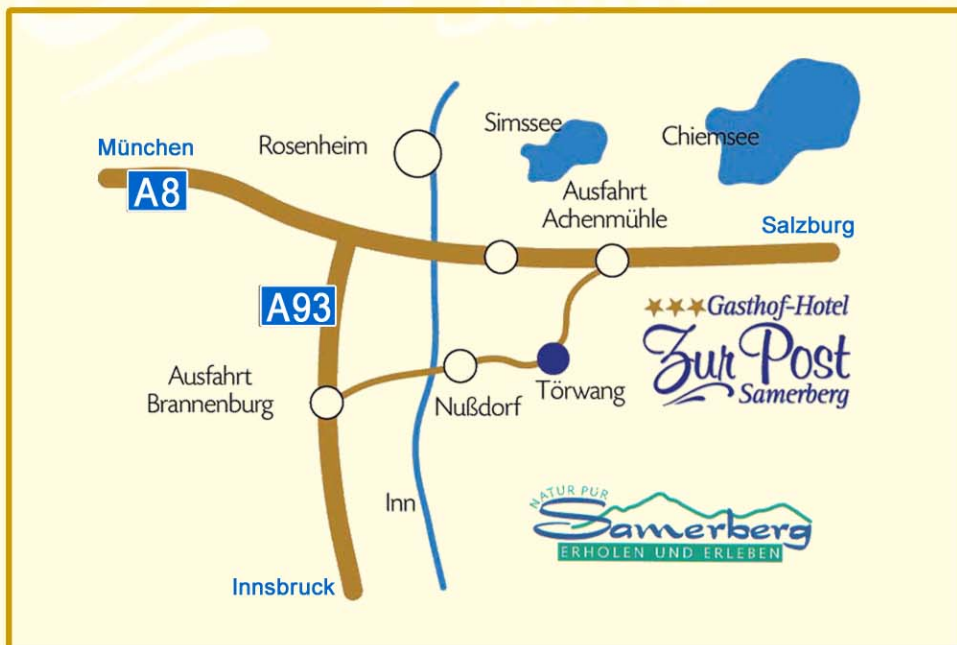 München
A8
Rosenheim
Simssee
Chiemsee
Ausfahrt
Achenmühle
Salzburg
A93
Gasthof-Hotel
Zur Post
Samerberg
Ausfahrt
Brannenburg
Nußdorf
Törwang
Inn
Innsbruck
NATUR PUR
Samerberg
ERHOLEN UND ERLEBEN